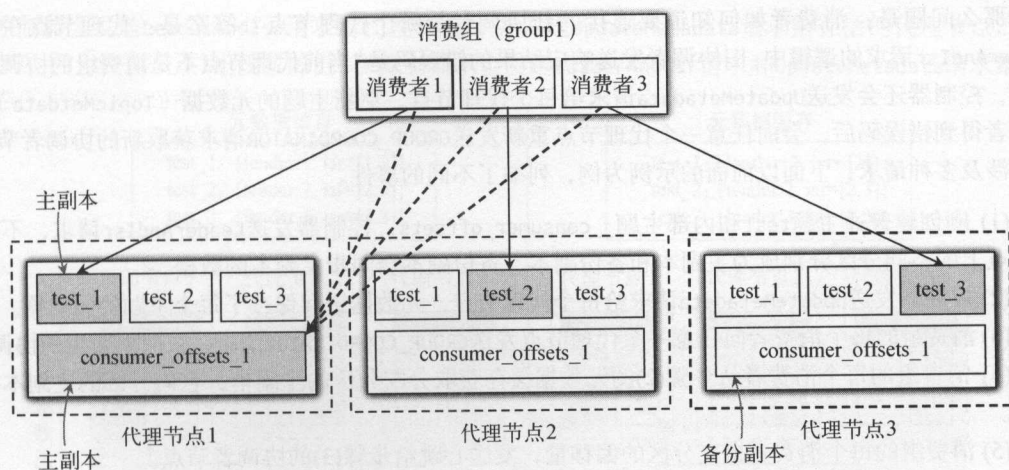 消费组（group1）
消费者1 消费者2 消费者3
主副本
test_1 test_2 test_3
consumer_offsets_1
test_1 test_2 test_3
consumer_offsets_1
test_1 test_2 test_3
consumer_offsets_1
代理节点1
代理节点2
代理节点3
主副本
备份副本